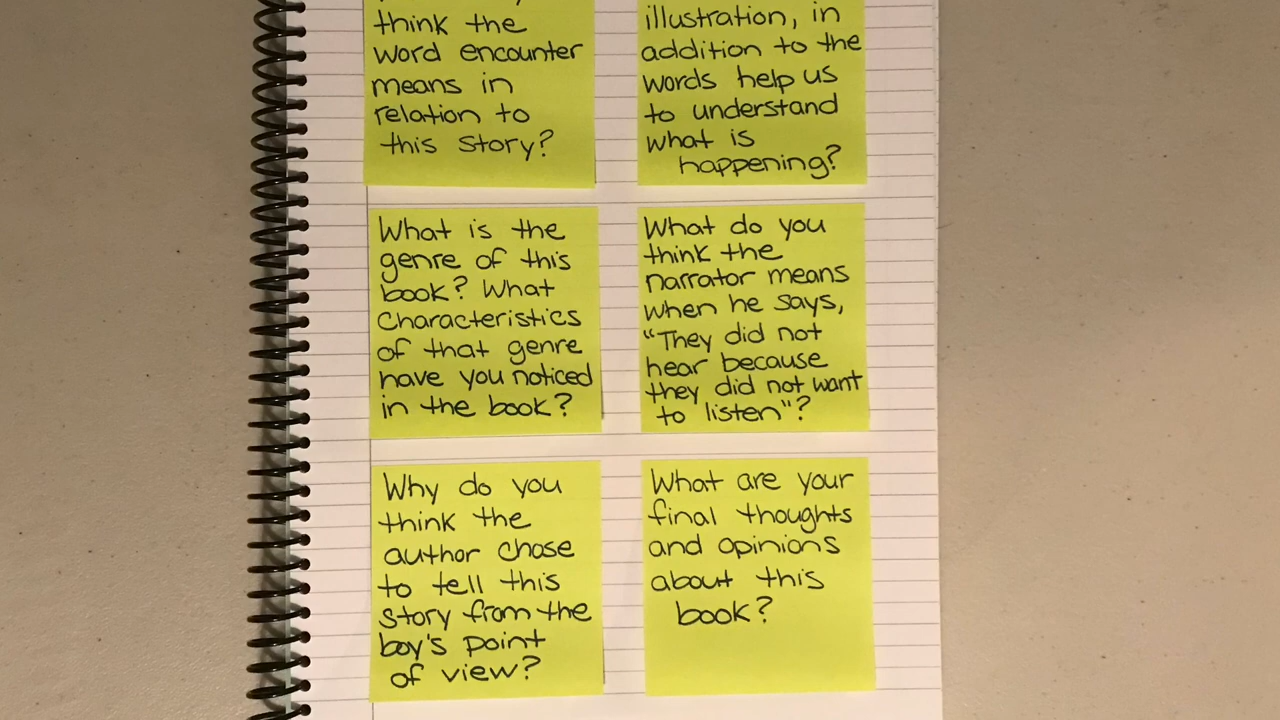 think the
word encounter
means in
relation to
this story?
illustration, in
addition to the
words help us
to understand
what is
happening?
What is the
genre of this
book? What
characteristics
of that genre
have you noticed
in the book?
What do you
think the
narrator means
when he says,
"They did not
hear because
they did not want
to listen"?
Why do you
think the
author chose
to tell this
story from the
boy's point
of view?
What are your
final thoughts
and opinions
about this
book?